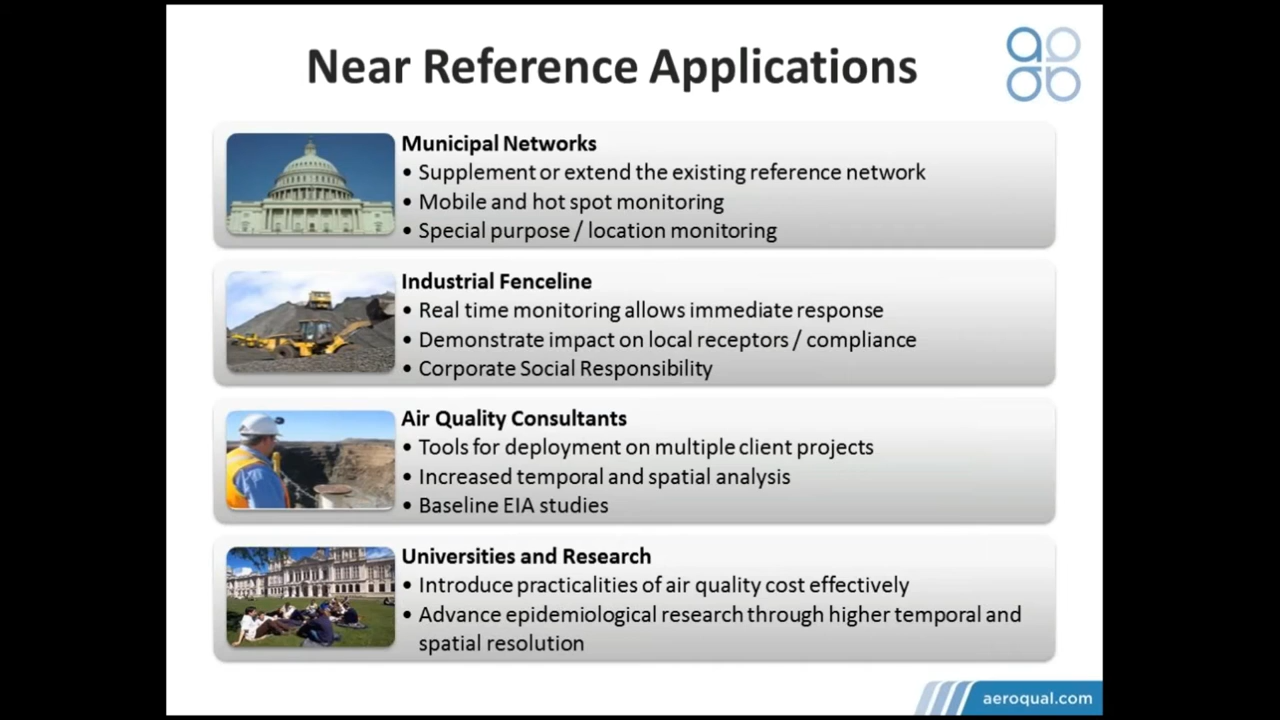 Near Reference Applications
Municipal Networks
• Supplement or extend the existing reference network
• Mobile and hot spot monitoring
• Special purpose / location monitoring
Industrial Fenceline
• Real time monitoring allows immediate response
• Demonstrate impact on local receptors / compliance
• Corporate Social Responsibility
Air Quality Consultants
• Tools for deployment on multiple client projects
• Increased temporal and spatial analysis
• Baseline EIA studies
Universities and Research
• Introduce practicalities of air quality cost effectively
• Advance epidemiological research through higher temporal and
spatial resolution
aeroqual.com